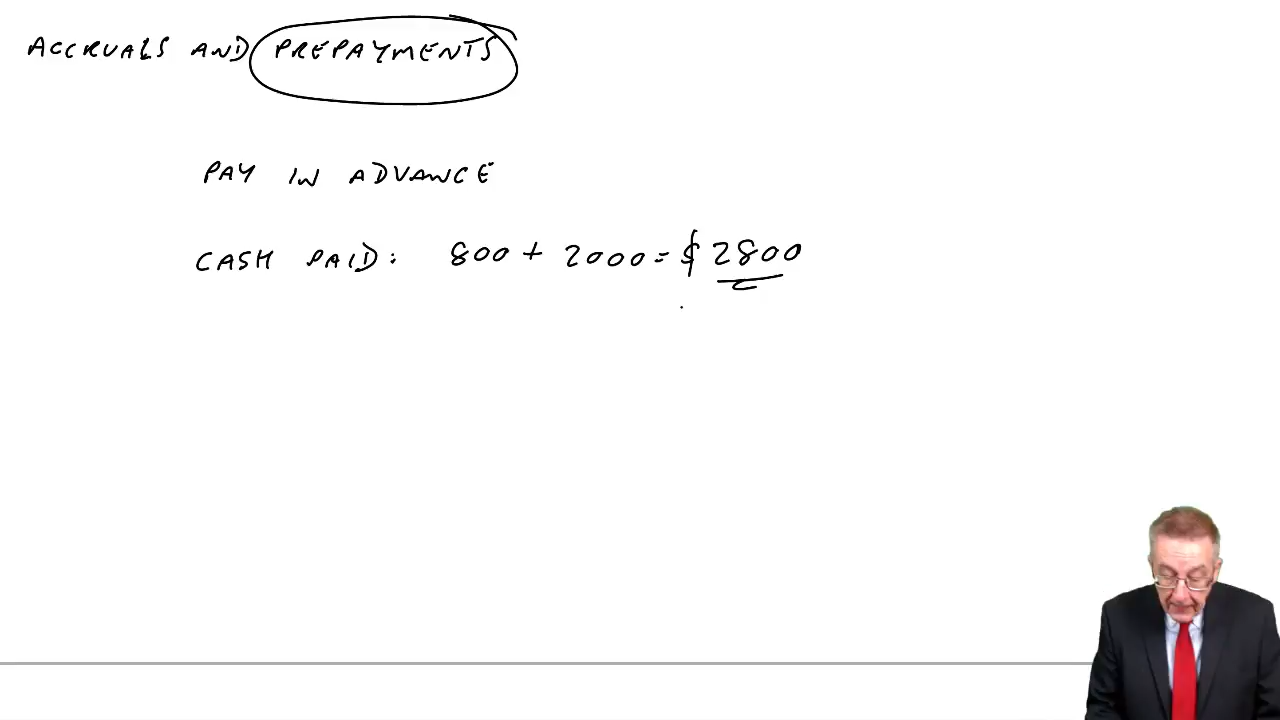 ACCRUALS AND PREPAYMENTS
PAY IN ADVANCE
CASH PAID: 800 + 2000 = $2800